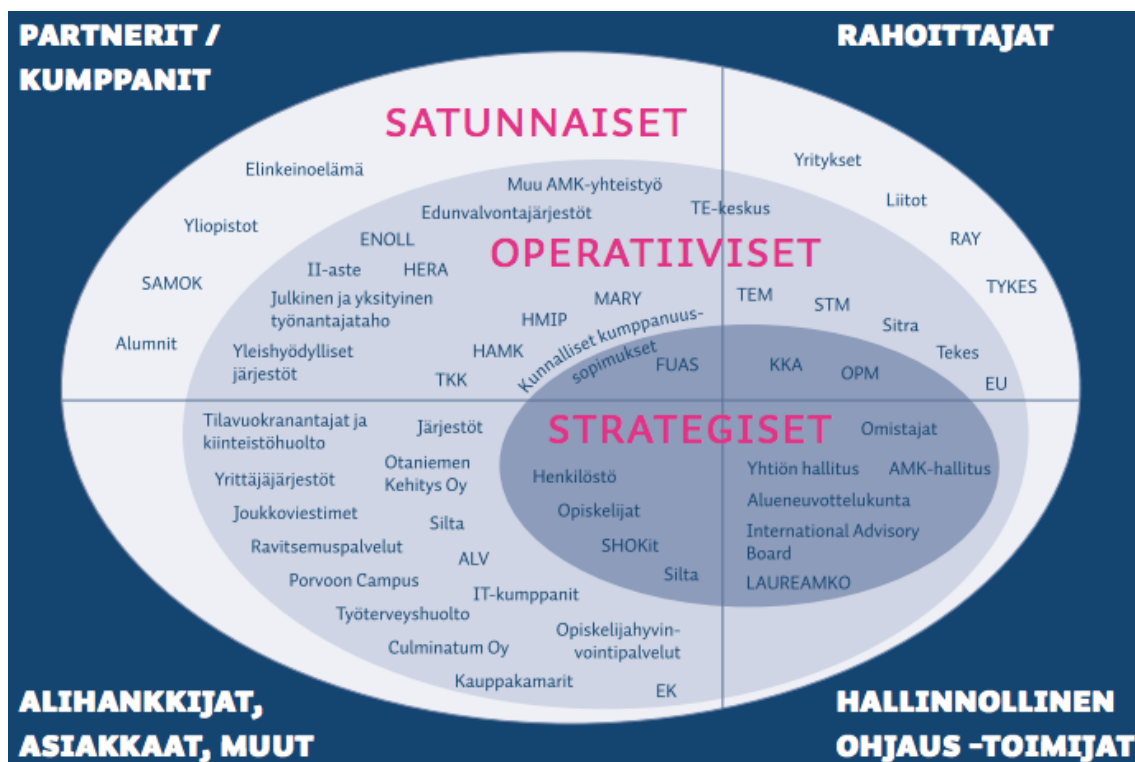 PARTNERIT /
KUMPPANIT
RAHOITTAJAT
SATUNNAISET
Elinkeinoelämä
Yliopistot
SAMOK
Alumnit
Yritykset
Liitot
RAY
TYKES
Muu AMK-yhteistyö
Edunvalvontajärjestöt
TE-keskus
ENOLL
OPERATIIVISET
II-aste
HERA
Julkinen ja yksityinen
työnantajataho
MARY
HMIP
TEM
STM
Sitra
Tekes
EU
Yleishyödylliset
järjestöt
HAMK
TKK
Kunnalliset kumppanuus-
sopimukset
FUAS
KKA
OPM
Tilavuokranantajat ja
kiinteistöhuolto
Järjestöt
STRATEGISET
Omistajat
Yrittäjäjärjestöt
Otaniemen
Kehitys Oy
Henkilöstö
Yhtiön hallitus
AMK-hallitus
Joukkoviestimet
Silta
Opiskelijat
Alueneuvottelukunta
Ravitsemuspalvelut
ALV
SHOKit
International Advisory
Board
Porvoon Campus
IT-kumppanit
Silta
LAUREAMKO
Työterveyshuolto
Culminatum Oy
Opiskelijahyvin-
vointipalvelut
Kauppakamarit
EK
ALIHANKKIJAT,
ASIAKKAAT, MUUT
HALLINNOLLINEN
OHJAUS –TOIMIJAT